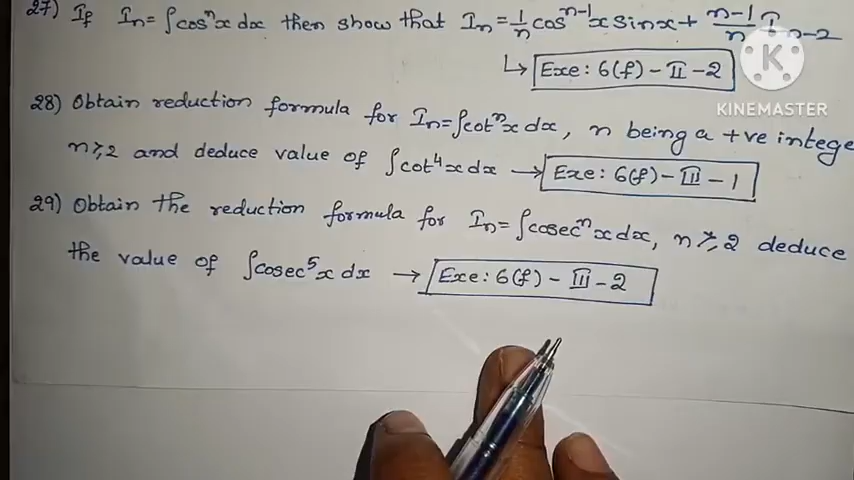 27) If In = ∫cosⁿx dx then show that In = 1/n cosⁿ⁻¹x sinx + n-1/n In-2
↳ Exe: 6(f) - II - 2
KINEMASTER
28) Obtain reduction formula for In = ∫cotⁿx dx, n being a +ve intege
n≥2 and deduce value of ∫cot⁴x dx → Exe: 6(f) - III - 1
29) Obtain the reduction formula for In = ∫cosecⁿx dx, n≥2 deduce
the value of ∫cosec⁵x dx → Exe: 6(f) - III - 2